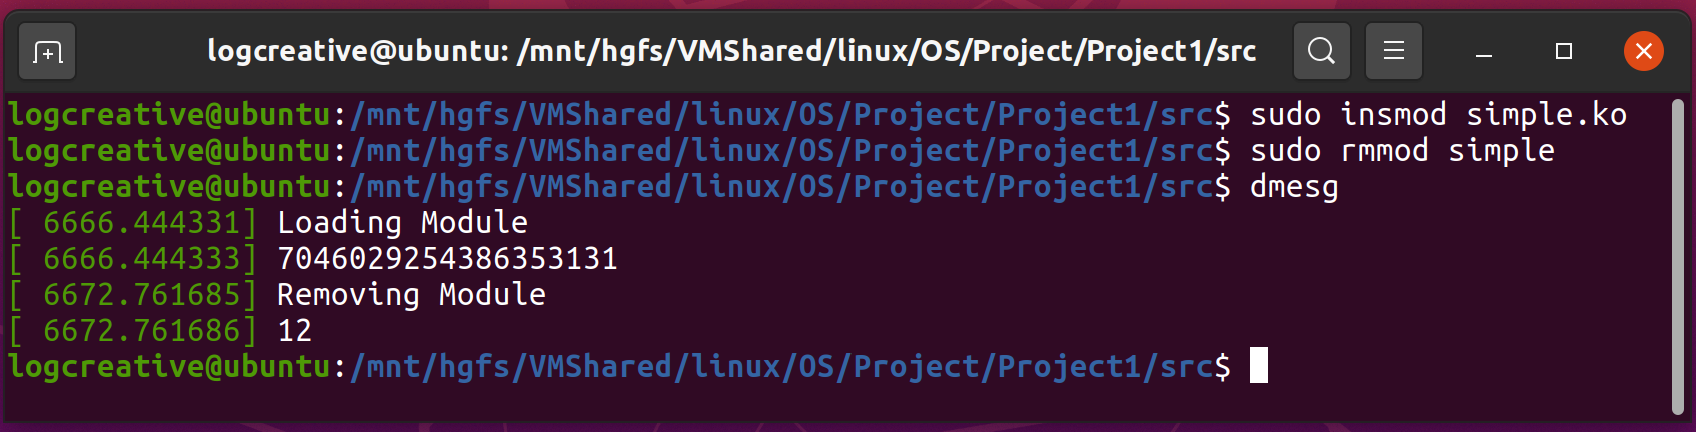 logcreative@ubuntu: /mnt/hgfs/VMShared/linux/OS/Project/Project1/src
logcreative@ubuntu:/mnt/hgfs/VMShared/linux/OS/Project/Project1/src$ sudo insmod simple.ko
logcreative@ubuntu:/mnt/hgfs/VMShared/linux/OS/Project/Project1/src$ sudo rmmod simple
logcreative@ubuntu:/mnt/hgfs/VMShared/linux/OS/Project/Project1/src$ dmesg
[ 6666.444331] Loading Module
[ 6666.444333] 7046029254386353131
[ 6672.761685] Removing Module
[ 6672.761686] 12
logcreative@ubuntu:/mnt/hgfs/VMShared/linux/OS/Project/Project1/src$